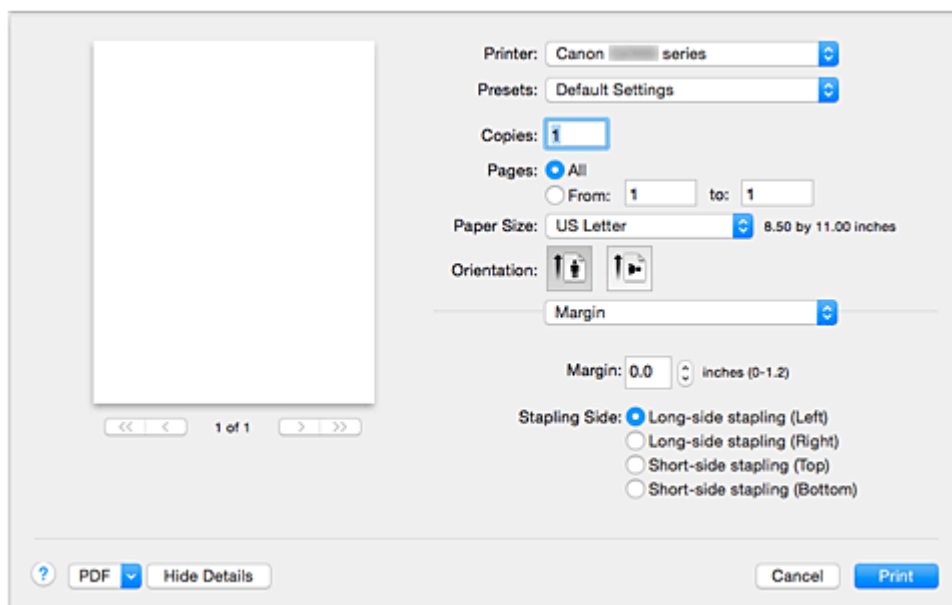 Printer: Canon series
Presets: Default Settings
Copies: 1
Pages: All
From: 1 to: 1
Paper Size: US Letter 8.50 by 11.00 inches
Orientation:
Margin
Margin: 0.0 inches (0-1.2)
1 of 1
Stapling Side: Long-side stapling (Left)
Long-side stapling (Right)
Short-side stapling (Top)
Short-side stapling (Bottom)
? PDF Hide Details Cancel Print